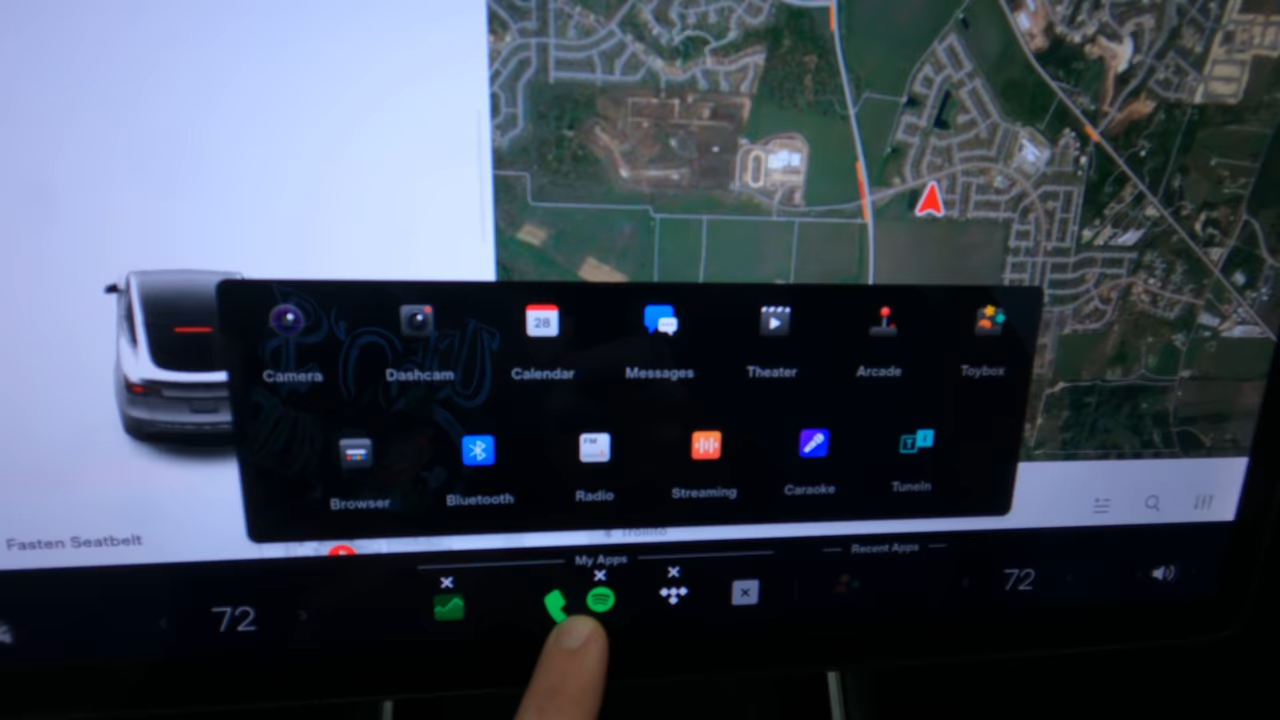 28
Camera
Dashcam
Calendar
Messages
Theater
Arcade
Toybox
FM
Browser
Bluetooth
Radio
Streaming
Caraoke
TuneIn
Fasten Seatbelt
My Apps
Recent Apps
72
72